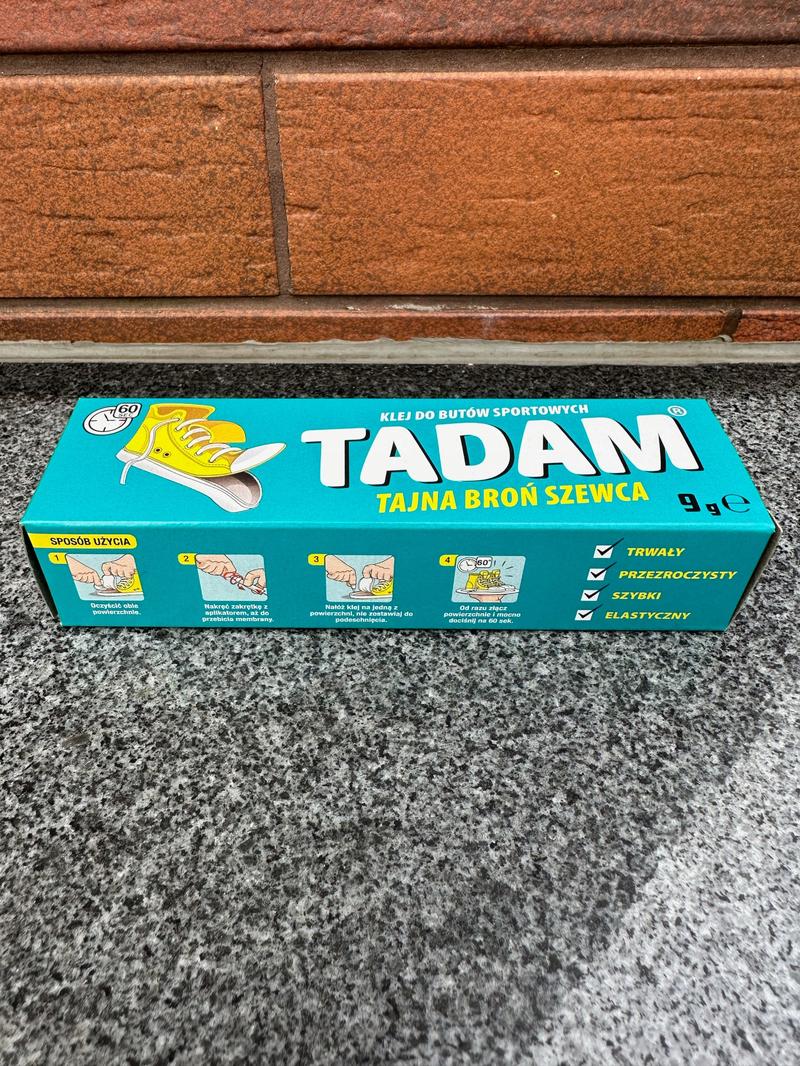 60
SEK.
KLEJ DO BUTÓW SPORTOWYCH
TADAM®
TAJNA BROŃ SZEWCA
9 g ℮
SPOSÓB UŻYCIA
1
Oczyścić obie
powierzchnie.
2
Nakręć zakrętkę z
aplikatorem, aż do
przebicia membrany.
3
Nałóż klej na jedną z
powierzchni, nie zostawiaj do
podeschnięcia.
4
60"
Od razu złącz
powierzchnie i mocno
dociśnij na 60 sek.
TRWAŁY
PRZEZROCZYSTY
SZYBKI
ELASTYCZNY